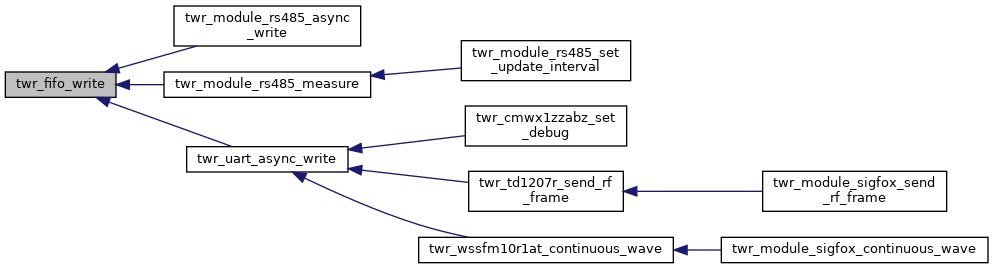 twr_module_rs485_async
_write
twr_module_rs485_set
_update_interval
twr_fifo_write
twr_module_rs485_measure
twr_cmwx1zzabz_set
_debug
twr_uart_async_write
twr_td1207r_send_rf
_frame
twr_module_sigfox_send
_rf_frame
twr_wssfm10r1at_continuous_wave
twr_module_sigfox_continuous_wave